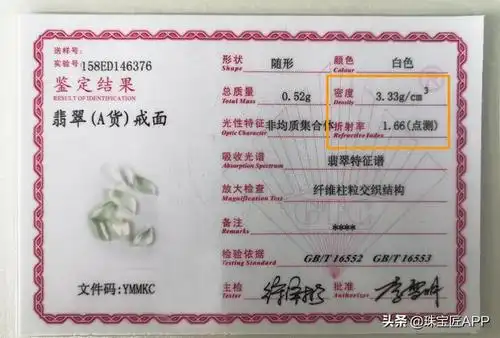 送样号:
实验号: 158ED146376
鉴定结果
RESULT OF IDENTIFICATION
翡翠(A货)戒面
文件码:YMMKC
形状 随形 颜色 白色
Shape Colour
总质量 0.52g 密度 3.33g/cm³
Total Mass Density
光性特征 非均质集合体 折射率 1.66(点测)
Optic Character Refractive Index
吸收光谱 翡翠特征谱
Absorption Spectrum
放大检查 纤维柱粒交织结构
Magnification Test
备注 ****
Remarks
检验依据 GB/T 16552 GB/T 16553
Testing Standard
主检 批准
Tester Authorizer
头条 @珠宝匠APP